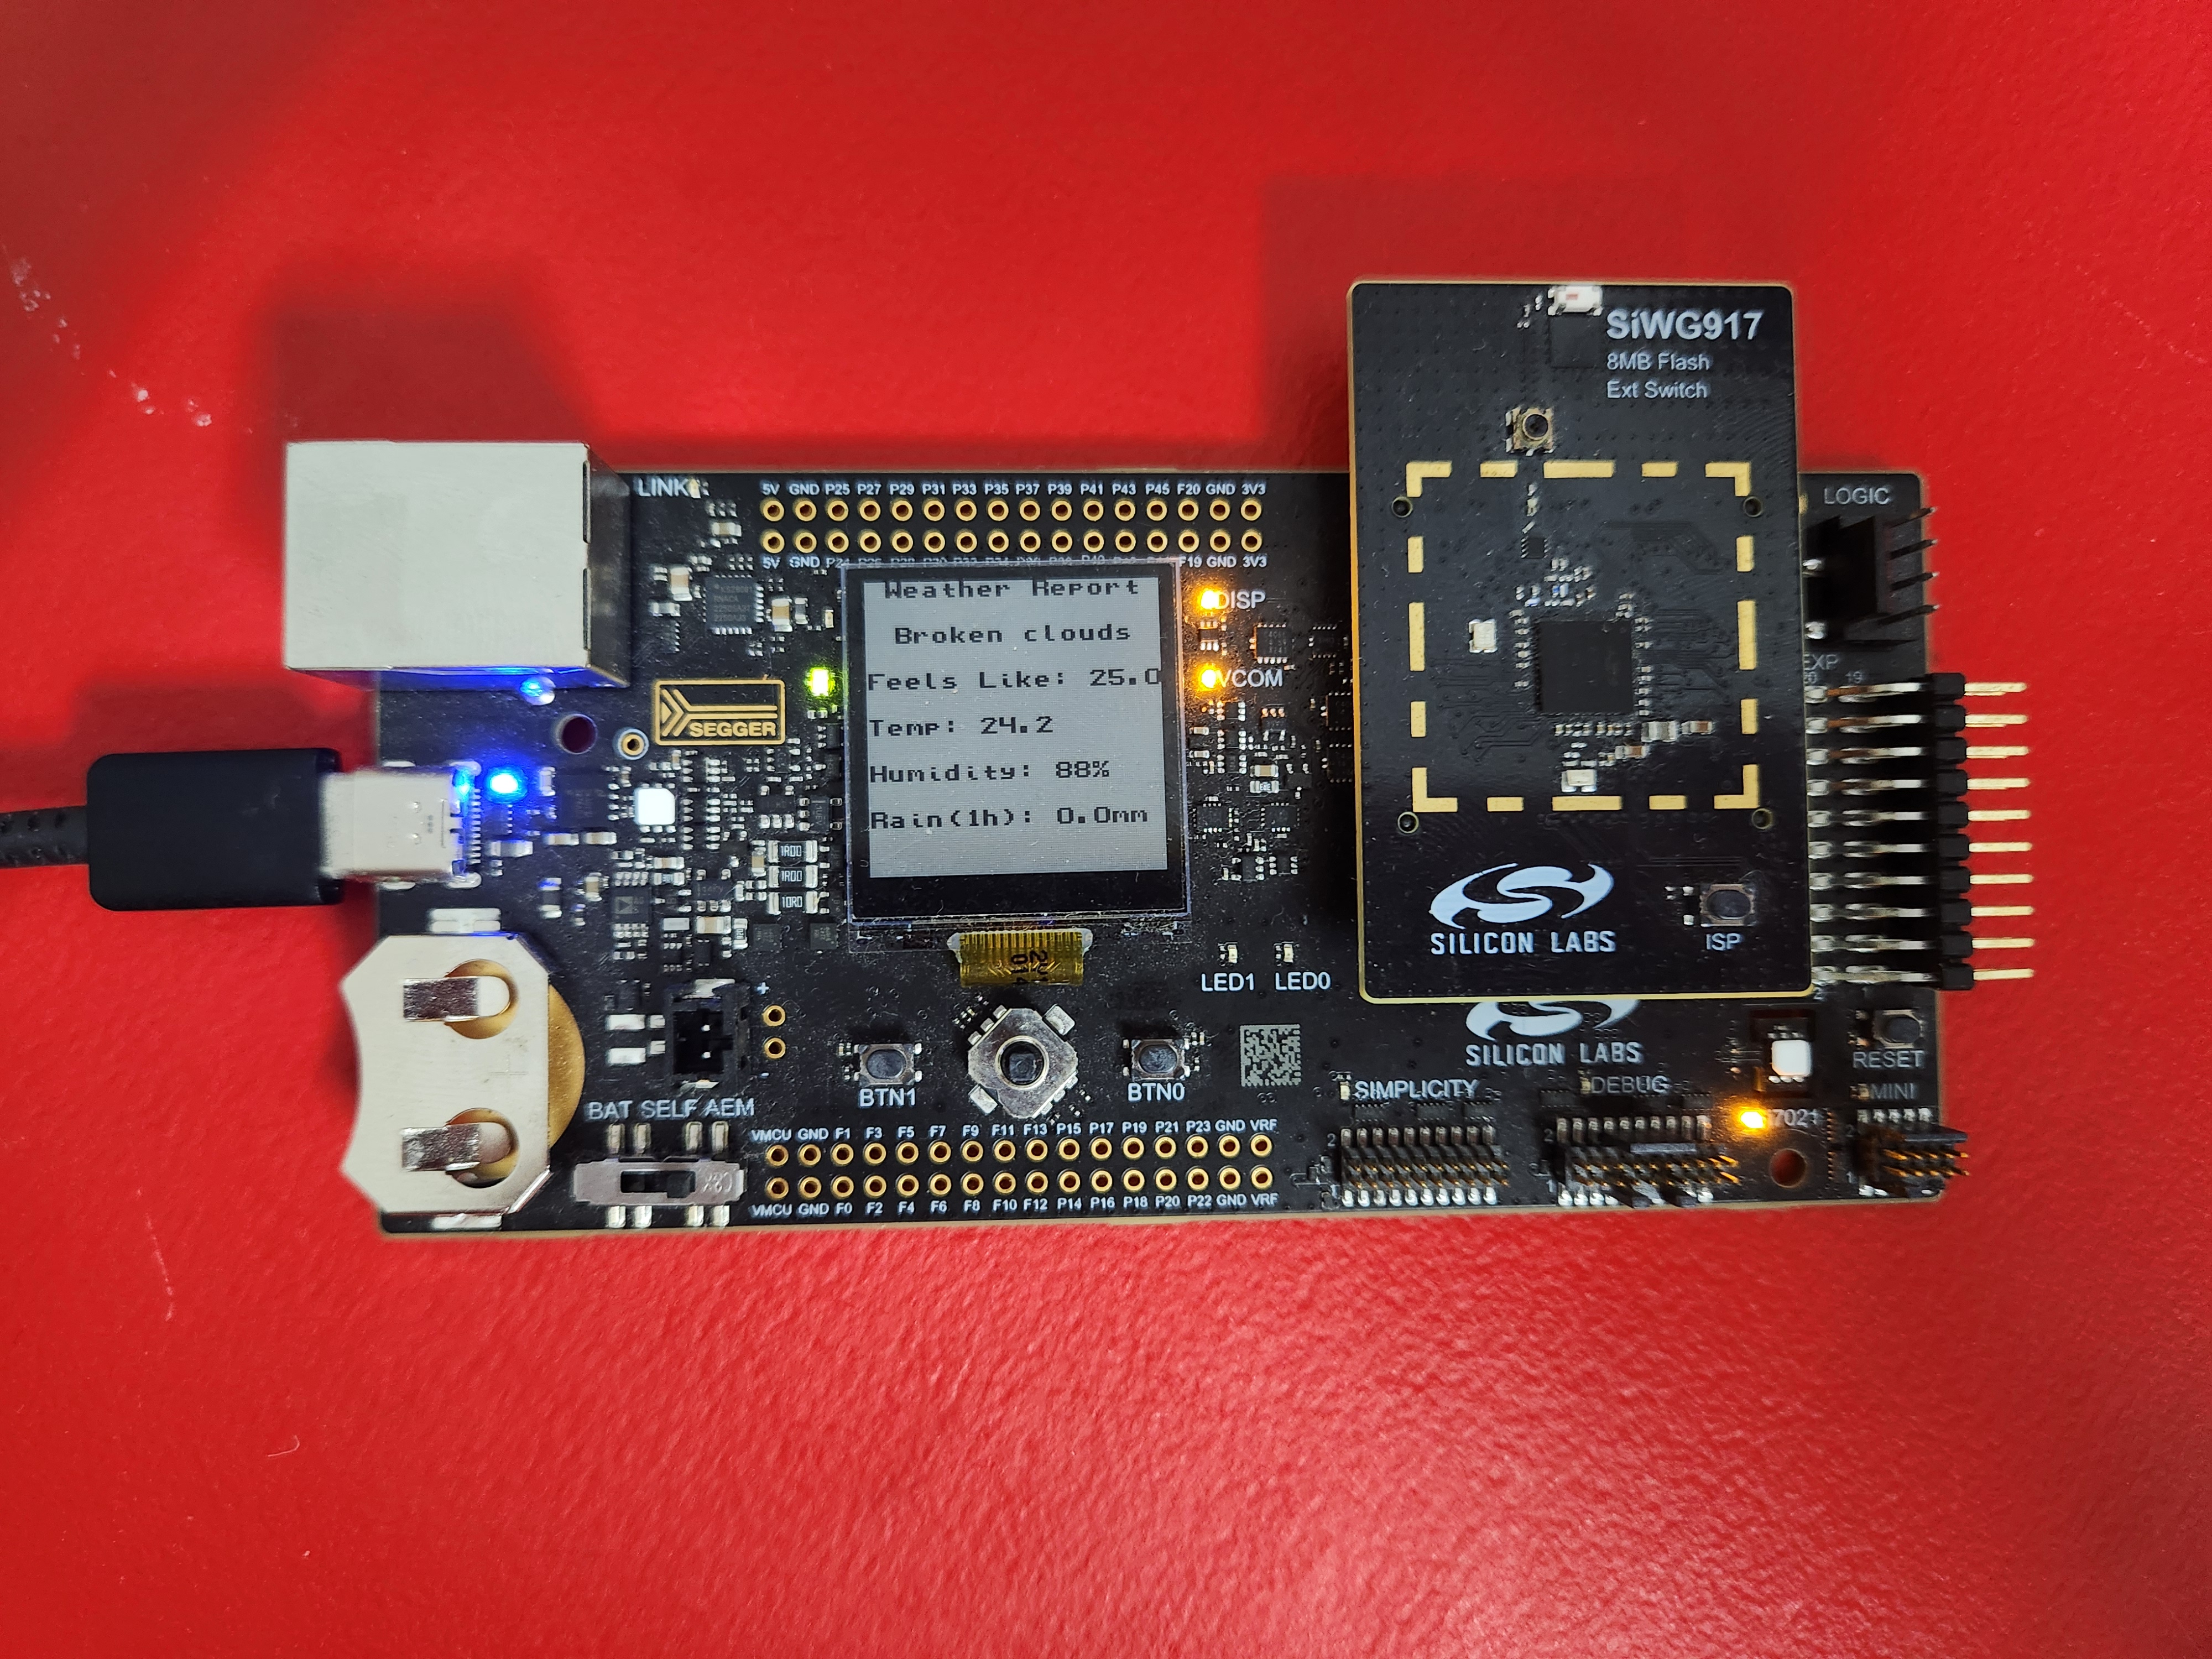 SiWG917
8MB Flash
Ext Switch
LINK
5V GND P25 P27 P29 P31 P33 P35 P37 P39 P41 P43 P45 F20 GND 3V3
LOGIC
5V GND F19 GND 3V3
Weather Report
DISP
Broken clouds
EXP
19
Feels Like: 25.0
VCOM
SEGGER
Temp: 24.2
Humidity: 88%
Rain(1h): 0.0mm
1R00
1R00
10R0
SILICON LABS
ISP
LED1 LED0
SILICON LABS
RESET
BTN1
BTN0
SIMPLICITY
DEBUG
MINI
BAT SELF AEM
7021
VMCU GND F1 F3 F5 F7 F9 F11 F13 P15 P17 P19 P21 P23 GND VRF
VMCU GND F0 F2 F4 F6 F8 F10 F12 P14 P16 P18 P20 P22 GND VRF